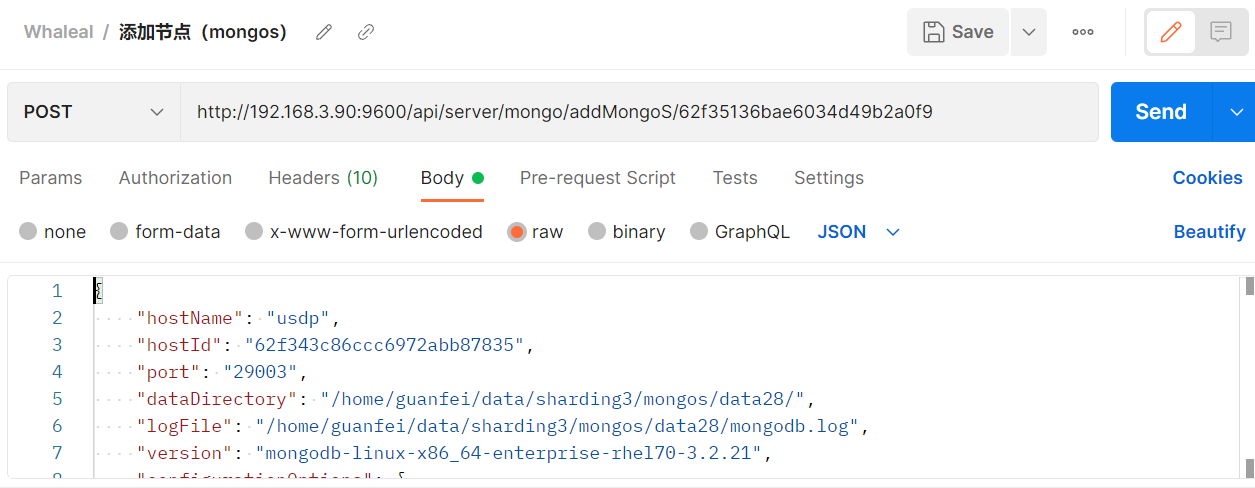 Whaleal / 添加节点（mongos）
Save
POST
http://192.168.3.90:9600/api/server/mongo/addMongoS/62f35136bae6034d49b2a0f9
Send
Params Authorization Headers (10) Body Pre-request Script Tests Settings Cookies
none form-data x-www-form-urlencoded raw binary GraphQL JSON Beautify
1 {
2 "hostName": "usdp",
3 "hostId": "62f343c86ccc6972abb87835",
4 "port": "29003",
5 "dataDirectory": "/home/guanfei/data/sharding3/mongos/data28/",
6 "logFile": "/home/guanfei/data/sharding3/mongos/data28/mongodb.log",
7 "version": "mongodb-linux-x86_64-enterprise-rhel70-3.2.21",
8 "configurationOptions": {